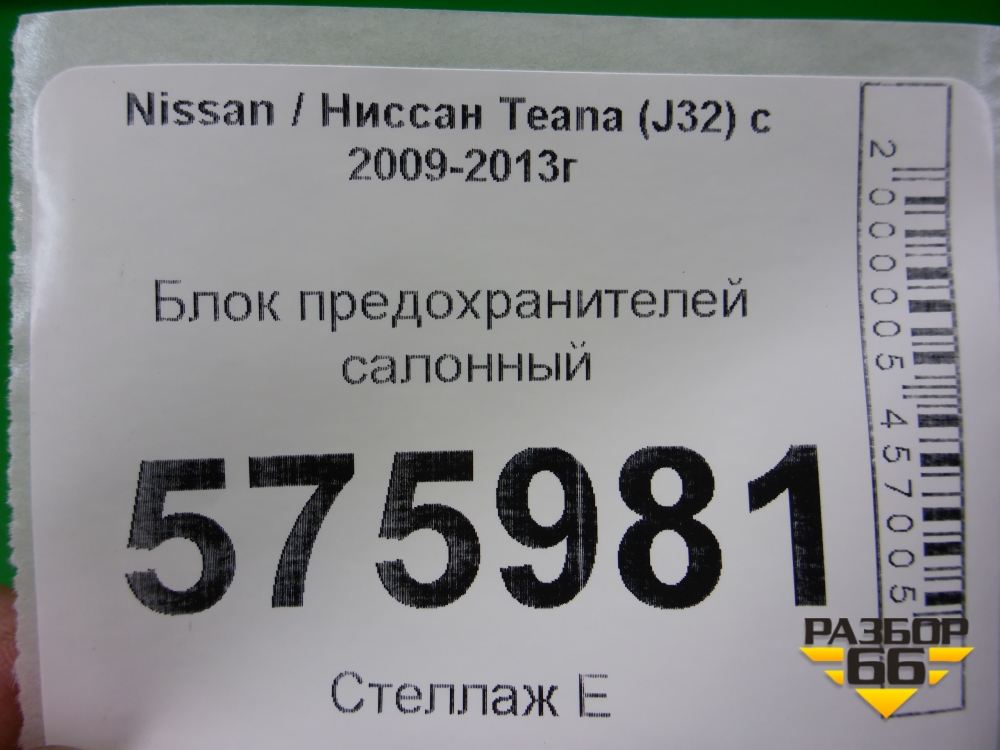 Nissan / Ниссан Teana (J32) с
2009-2013г
Блок предохранителей
салонный
575981
Стеллаж Е
2000005457005
РАЗБОР
66